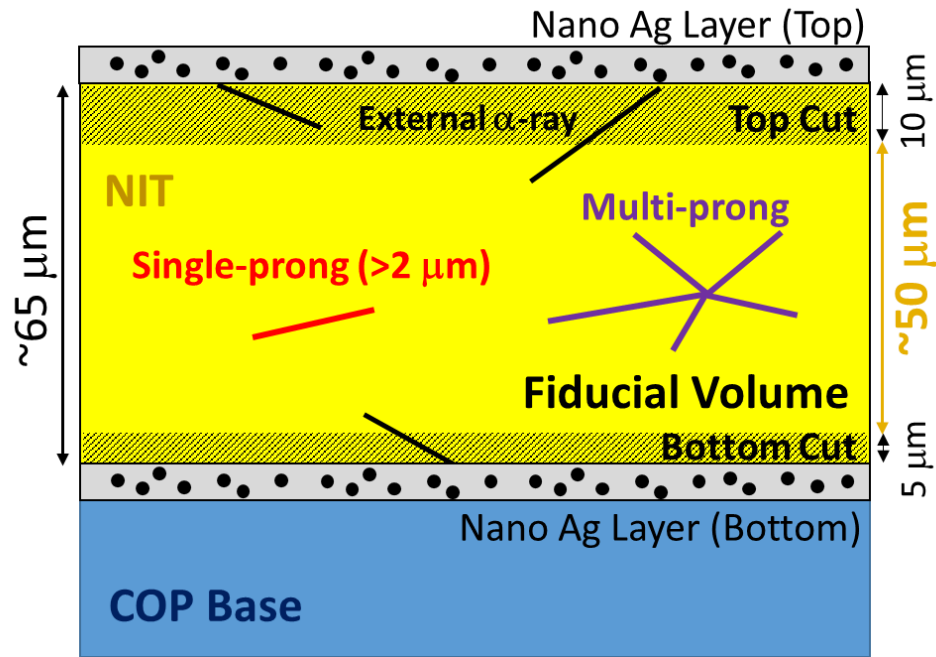 Nano Ag Layer (Top)
External α-ray
Top Cut
10 μm
NIT
Multi-prong
Single-prong (>2 μm)
~65 μm
~50 μm
Fiducial Volume
Bottom Cut
5 μm
Nano Ag Layer (Bottom)
COP Base